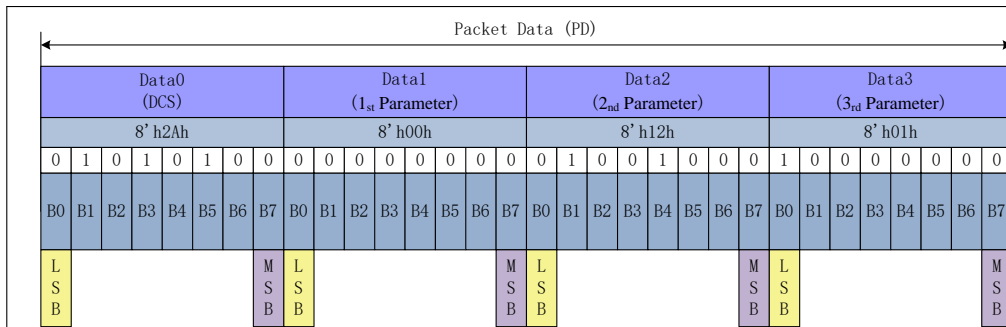 Packet Data (PD)
Data0 Data1 Data2 Data3
(DCS) (1st Parameter) (2nd Parameter) (3rd Parameter)
8'h2Ah 8'h00h 8'h12h 8'h01h
0 1 0 1 0 1 0 0 0 0 0 0 0 0 0 0 0 1 0 0 1 0 0 0 1 0 0 0 0 0 0 0
B0 B1 B2 B3 B4 B5 B6 B7 B0 B1 B2 B3 B4 B5 B6 B7 B0 B1 B2 B3 B4 B5 B6 B7 B0 B1 B2 B3 B4 B5 B6 B7
L M L M L M L M
S S S S S S S S
B B B B B B B B